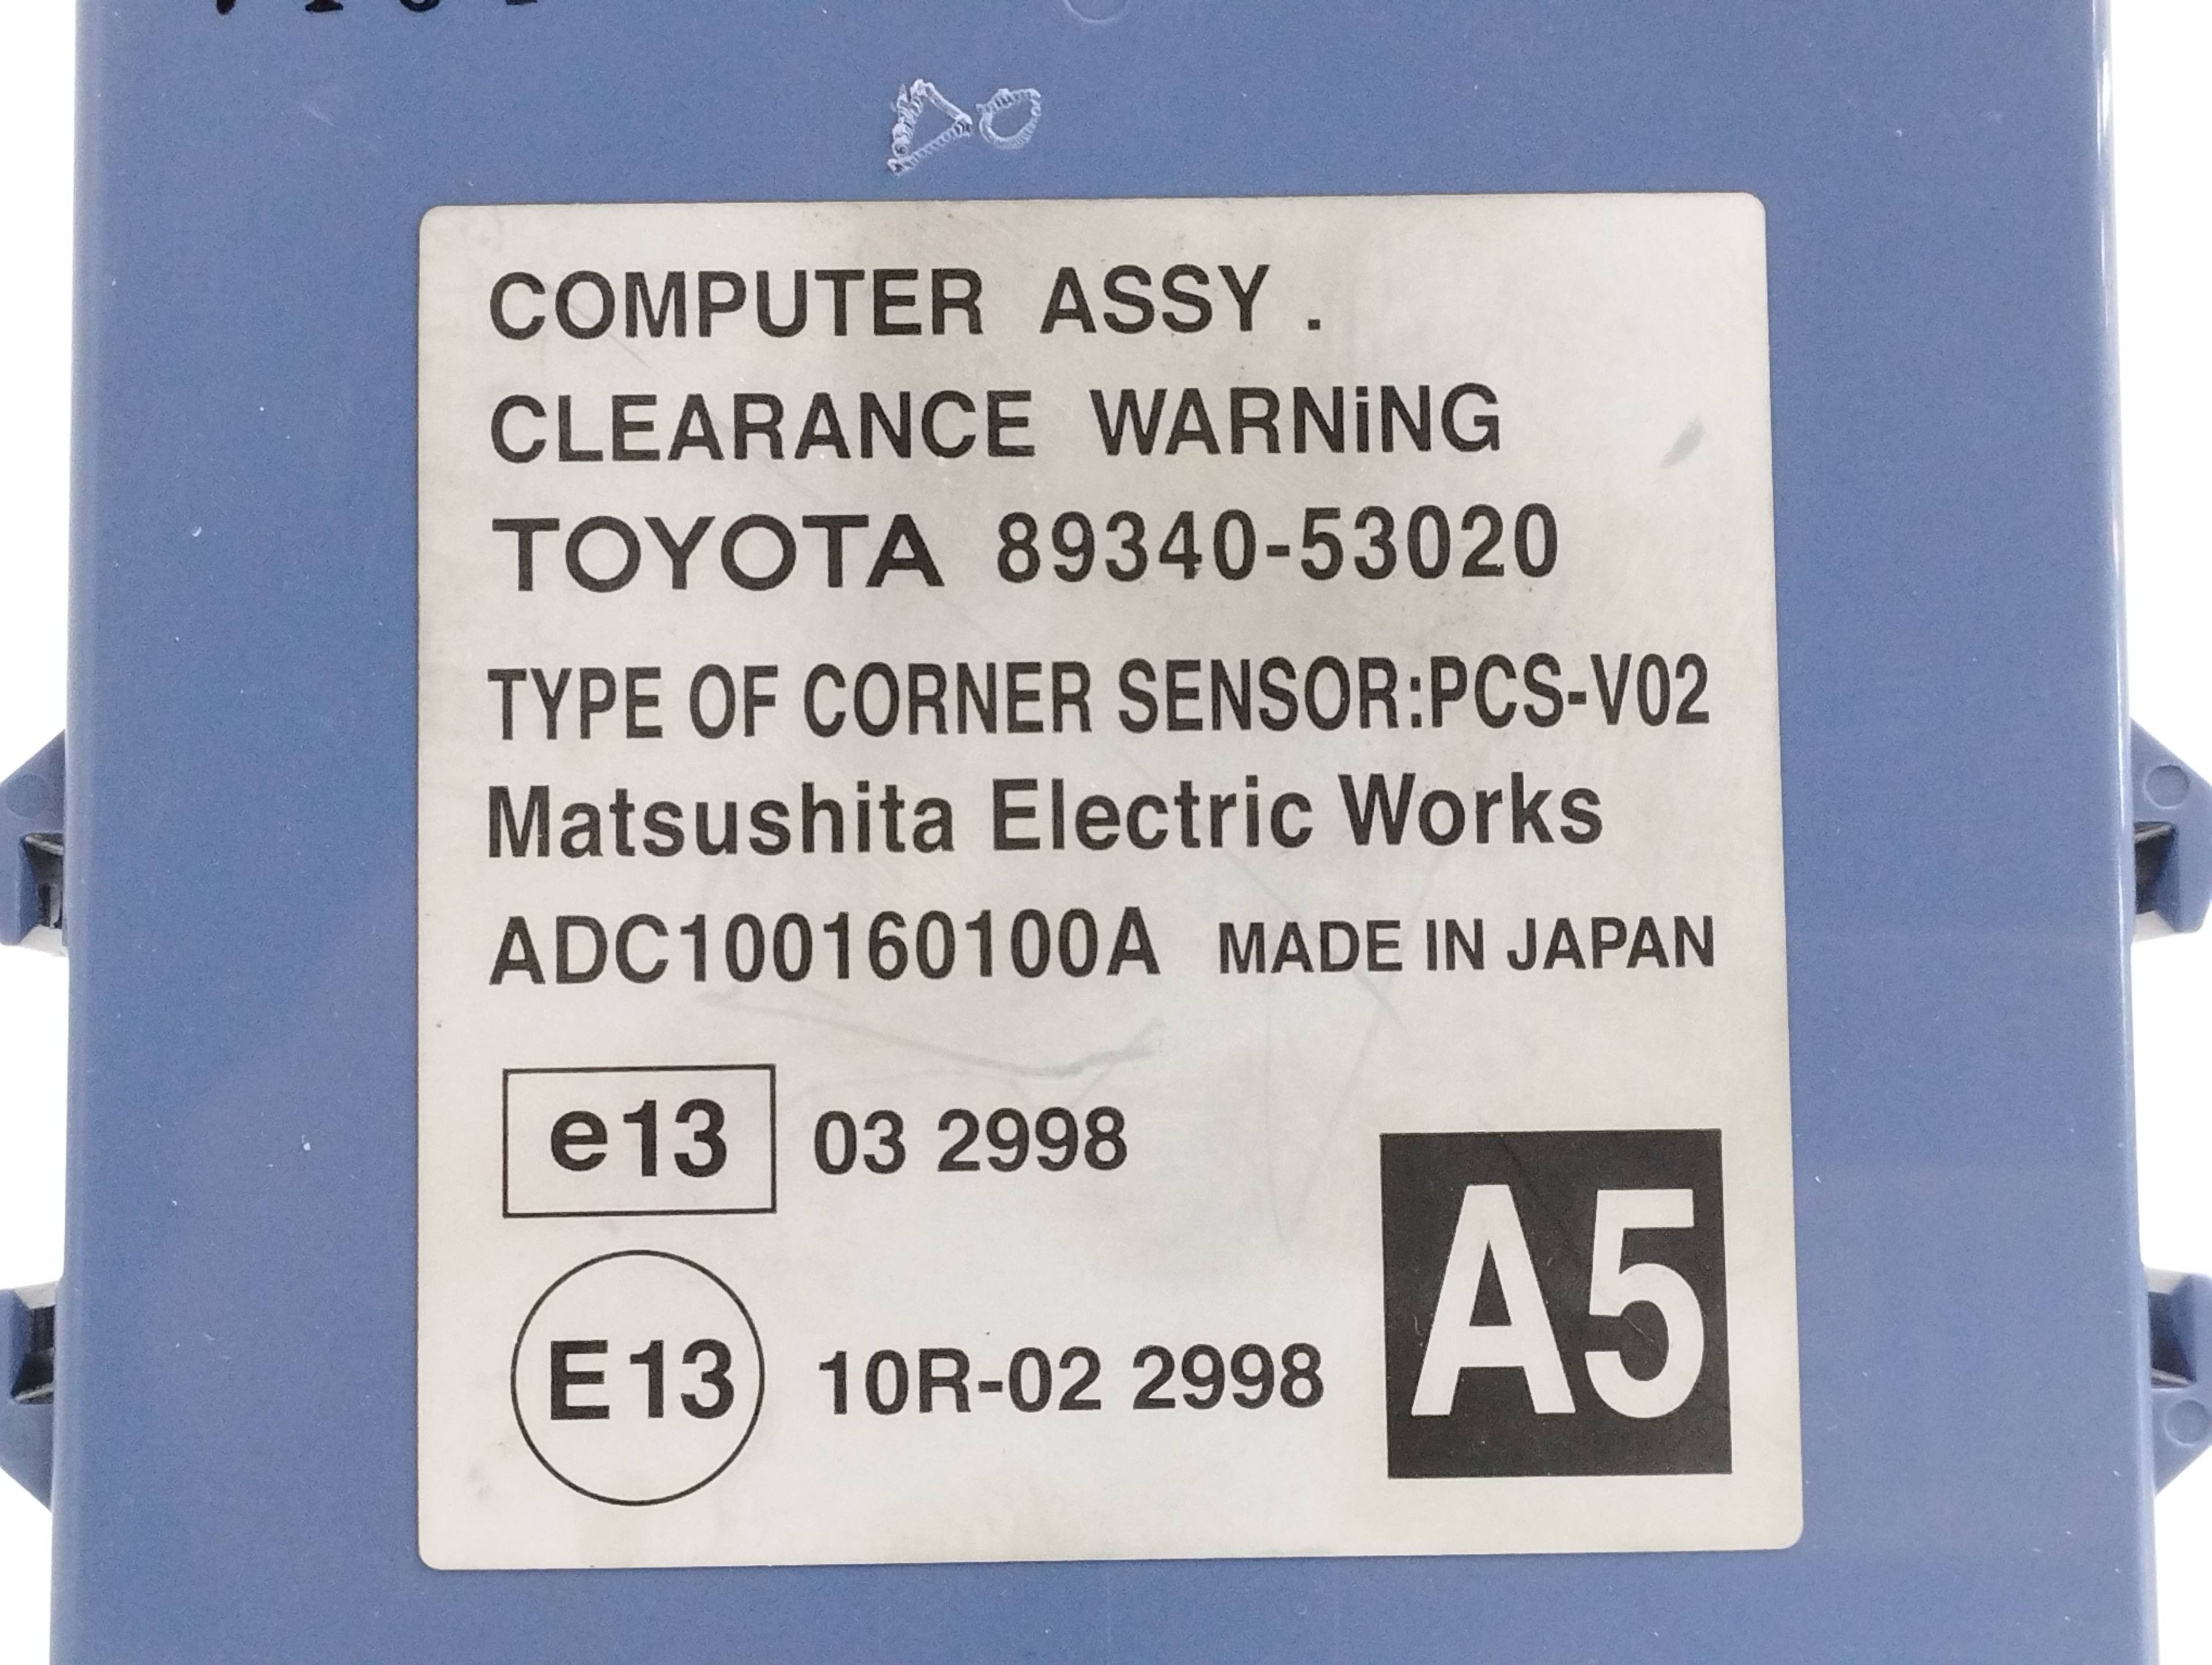 COMPUTER ASSY.
CLEARANCE WARNiNG
TOYOTA 89340-53020
TYPE OF CORNER SENSOR:PCS-V02
Matsushita Electric Works
ADC100160100A MADE IN JAPAN
e13 03 2998
E13 10R-02 2998
A5